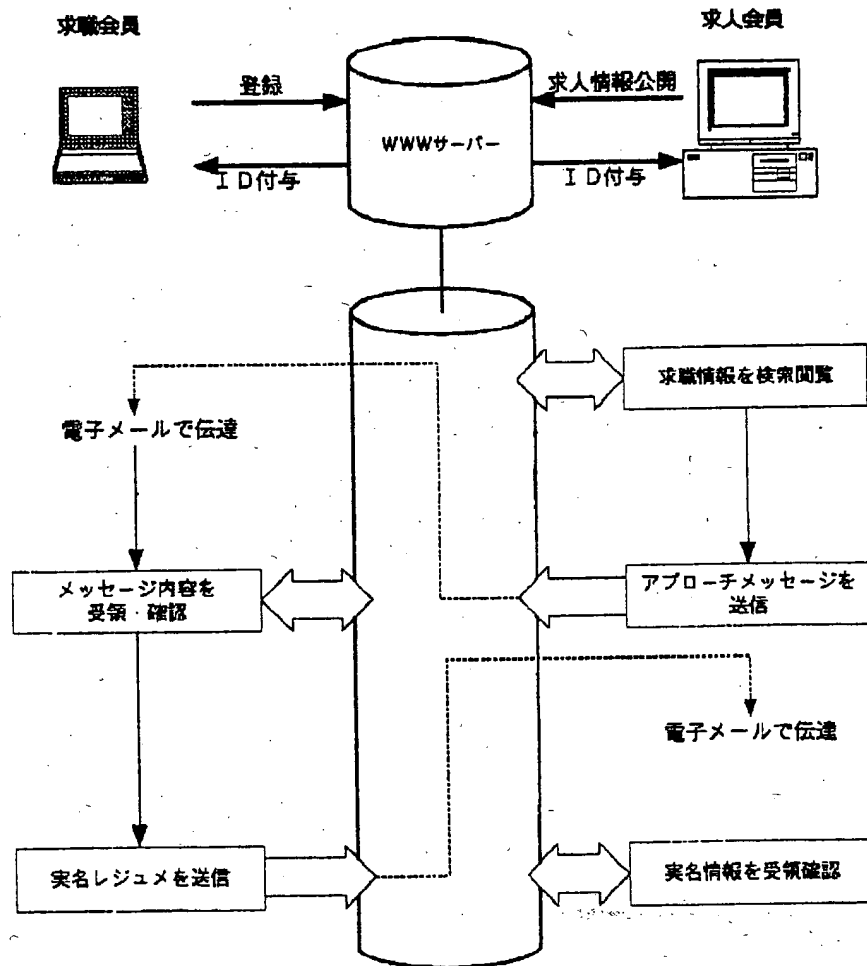 求職会員
求人会員
登録
求人情報公開
WWWサーバー
ＩＤ付与
ＩＤ付与
求職情報を検索閲覧
電子メールで伝達
メッセージ内容を
受領・確認
アプローチメッセージを
送信
電子メールで伝達
実名レジュメを送信
実名情報を受領確認